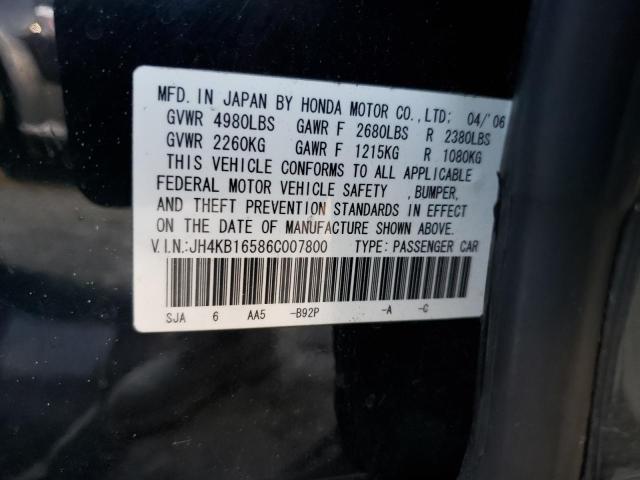 MFD. IN JAPAN BY HONDA MOTOR CO., LTD: 04/'06
GVWR 4980LBS GAWR F 2680LBS R 2380LBS
GVWR 2260KG GAWR F 1215KG R 1080KG
THIS VEHICLE CONFORMS TO ALL APPLICABLE
FEDERAL MOTOR VEHICLE SAFETY , BUMPER,
AND THEFT PREVENTION STANDARDS IN EFFECT
ON THE DATE OF MANUFACTURE SHOWN ABOVE.
V.I.N.:JH4KB16586C007800 TYPE: PASSENGER CAR
SJA 6 AA5 -B92P -A -C